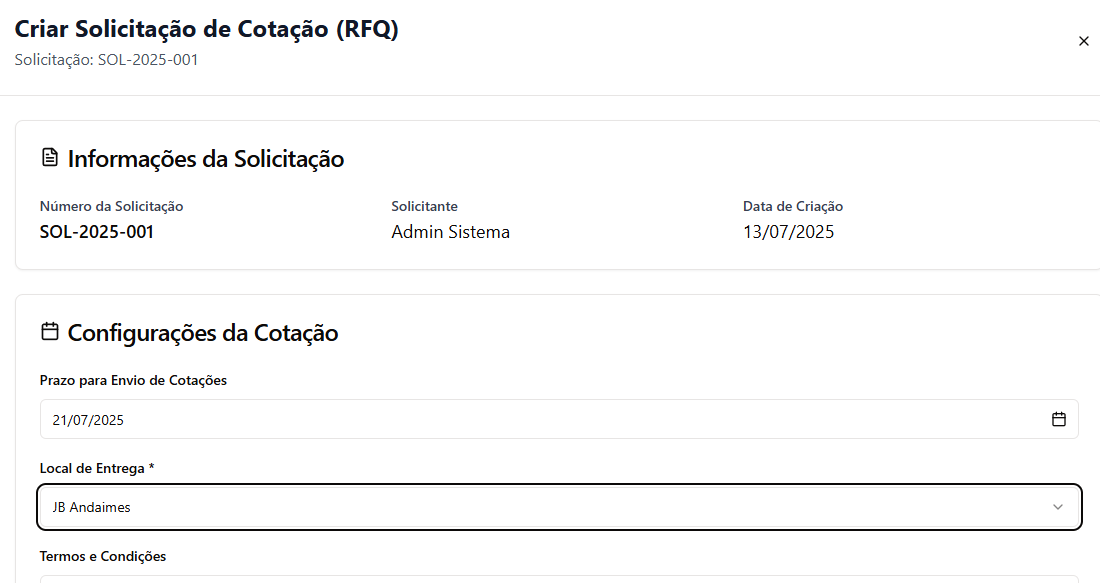 Criar Solicitação de Cotação (RFQ)
Solicitação: SOL-2025-001
Informações da Solicitação
Número da Solicitação
SOL-2025-001
Solicitante
Admin Sistema
Data de Criação
13/07/2025
Configurações da Cotação
Prazo para Envio de Cotações
21/07/2025
Local de Entrega *
JB Andaimes
Termos e Condições